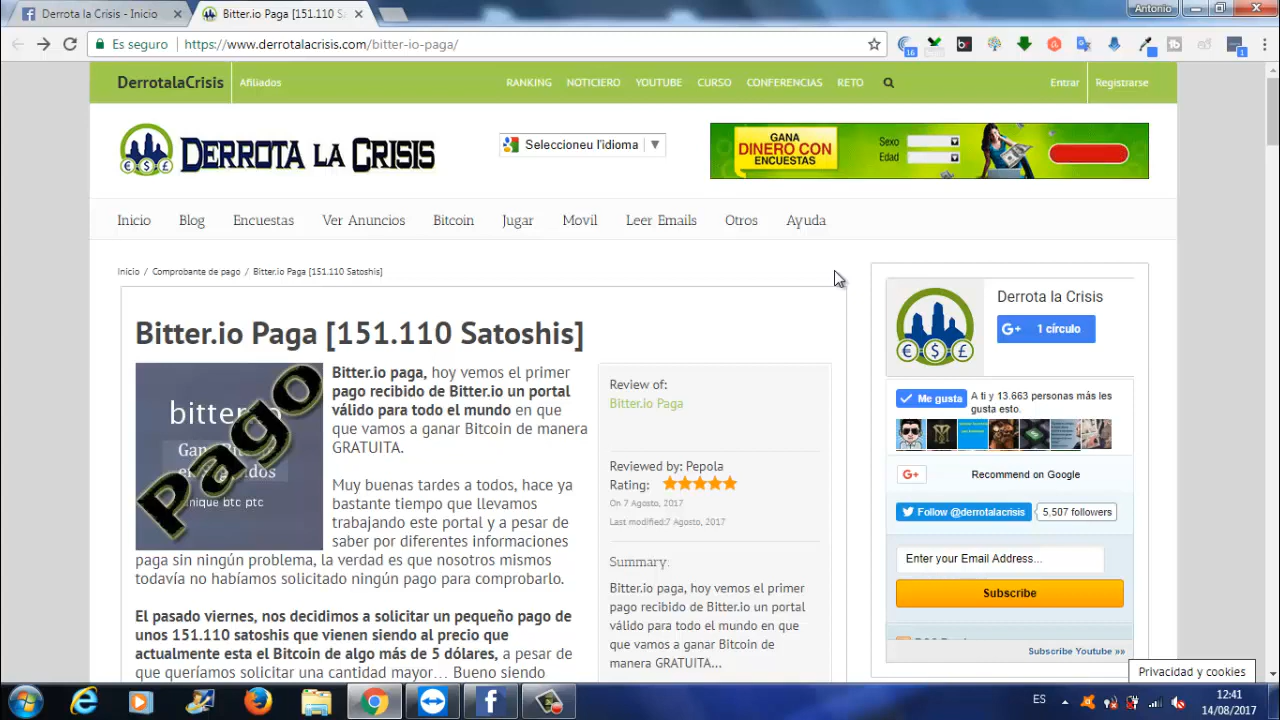 Derrota la Crisis - Inicio
Bitter.io Paga [151.110 S
Antonio
Es seguro
https://www.derrotalacrisis.com/bitter-io-paga/
16
1
DerrotalaCrisis
Afiliados
RANKING
NOTICIERO
YOUTUBE
CURSO
CONFERENCIAS
RETO
Entrar
Registrarse
€ $ £
DERROTA LA CRISIS
Seleccioneu l'idioma
GANA
DINERO CON
ENCUESTAS
Sexo
Edad
Inicio
Blog
Encuestas
Ver Anuncios
Bitcoin
Jugar
Movil
Leer Emails
Otros
Ayuda
Inicio / Comprobante de pago / Bitter.io Paga [151.110 Satoshis]
Bitter.io Paga [151.110 Satoshis]
Pago
unique btc ptc
Bitter.io paga, hoy vemos el primer
pago recibido de Bitter.io un portal
válido para todo el mundo en que
que vamos a ganar Bitcoin de manera
GRATUITA.
Muy buenas tardes a todos, hace ya
bastante tiempo que llevamos
trabajando este portal y a pesar de
saber por diferentes informaciones
paga sin ningún problema, la verdad es que nosotros mismos
todavía no habíamos solicitado ningún pago para comprobarlo.
El pasado viernes, nos decidimos a solicitar un pequeño pago de
unos 151.110 satoshis que vienen siendo al precio que
actualmente esta el Bitcoin de algo más de 5 dólares, a pesar de
que queríamos solicitar una cantidad mayor... Bueno siendo
Review of:
Bitter.io Paga
Reviewed by: Pepola
Rating:
On 7 Agosto, 2017
Last modified:7 Agosto, 2017
Summary:
Bitter.io paga, hoy vemos el primer
pago recibido de Bitter.io un portal
válido para todo el mundo en que
que vamos a ganar Bitcoin de
manera GRATUITA...
€ $ £
Derrota la Crisis
G+ 1 círculo
Me gusta
A ti y 13.663 personas más les
gusta esto.
G+
Recommend on Google
Follow @derrotalacrisis
5.507 followers
Enter your Email Address...
Subscribe
Subscribe Youtube »»
Privacidad y cookies
ES
12:41
14/08/2017